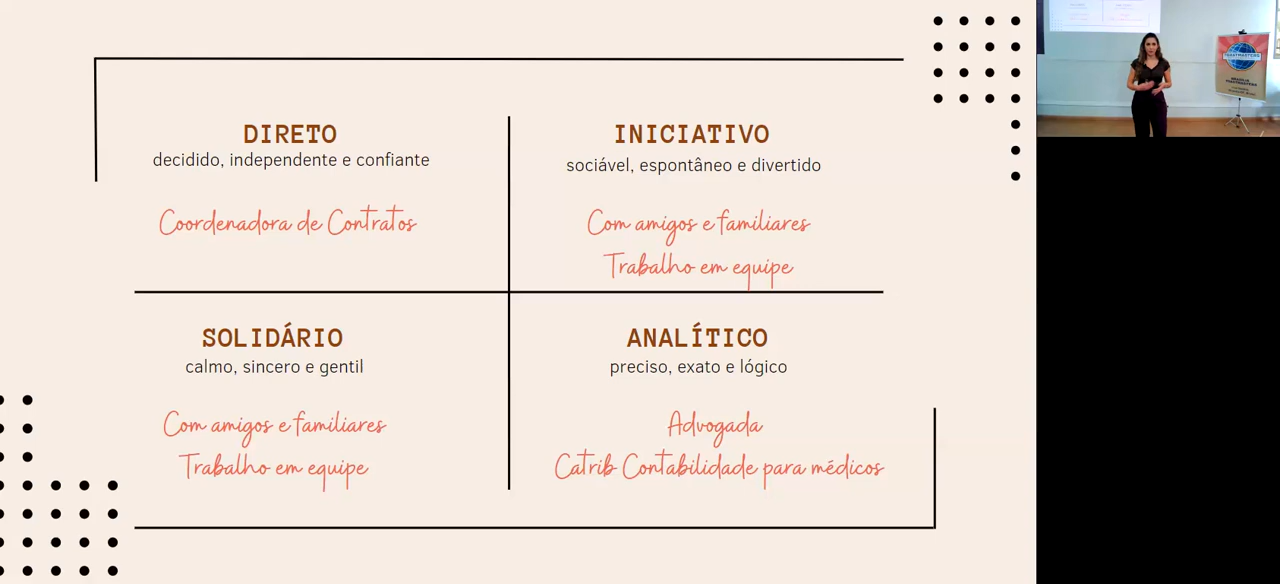 DIRETO
decidido, independente e confiante
Coordenadora de Contratos
INICIATIVO
sociável, espontâneo e divertido
Com amigos e familiares
Trabalho em equipe
SOLIDÁRIO
calmo, sincero e gentil
Com amigos e familiares
Trabalho em equipe
ANALÍTICO
preciso, exato e lógico
Advogada
Catrib Contabilidade para médicos
TOASTMASTERS